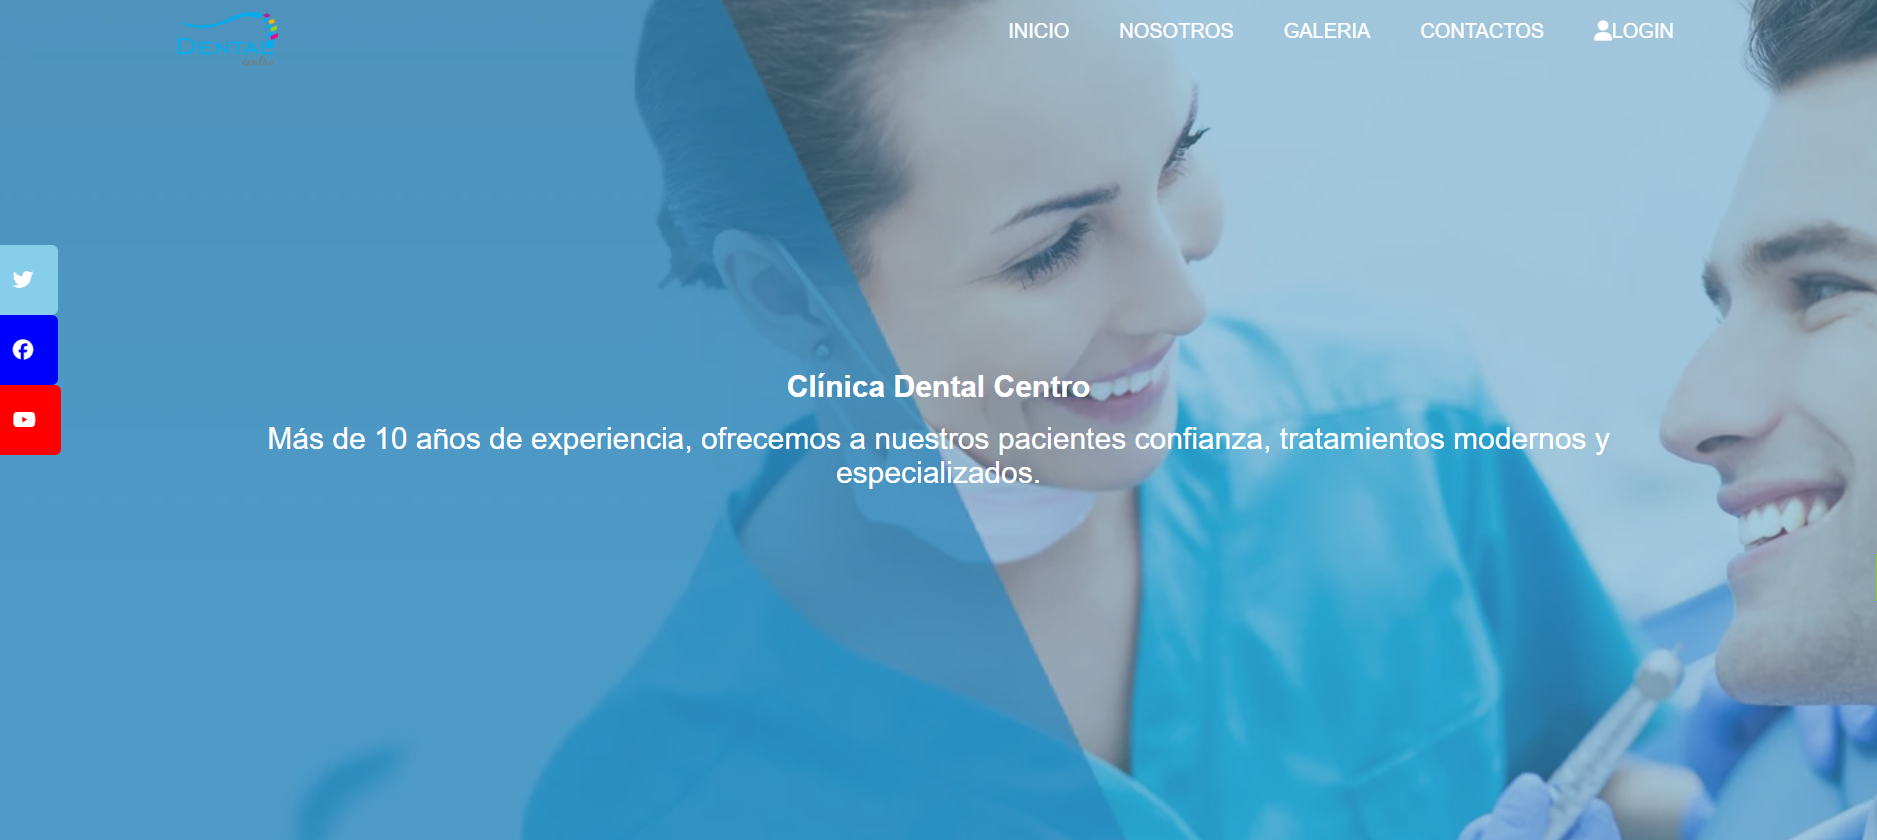 DENTAL
centro
INICIO
NOSOTROS
GALERIA
CONTACTOS
LOGIN
Clínica Dental Centro
Más de 10 años de experiencia, ofrecemos a nuestros pacientes confianza, tratamientos modernos y
especializados.